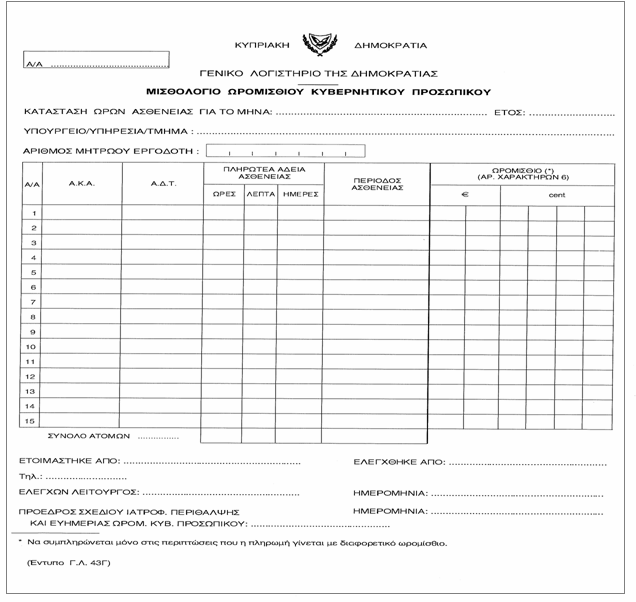 ΚΥΠΡΙΑΚΗ ΔΗΜΟΚΡΑΤΙΑ
Α/Α ................................
ΓΕΝΙΚΟ ΛΟΓΙΣΤΗΡΙΟ ΤΗΣ ΔΗΜΟΚΡΑΤΙΑΣ
ΜΙΣΘΟΛΟΓΙΟ ΩΡΟΜΙΣΘΙΟΥ ΚΥΒΕΡΝΗΤΙΚΟΥ ΠΡΟΣΩΠΙΚΟΥ
ΚΑΤΑΣΤΑΣΗ ΩΡΩΝ ΑΣΘΕΝΕΙΑΣ ΓΙΑ ΤΟ ΜΗΝΑ: ................................ ΕΤΟΣ: ................
ΥΠΟΥΡΓΕΙΟ/ΥΠΗΡΕΣΙΑ/ΤΜΗΜΑ : ................................
ΑΡΙΘΜΟΣ ΜΗΤΡΩΟΥ ΕΡΓΟΔΟΤΗ :
Α/Α Α.Κ.Α. Α.Δ.Τ. ΠΛΗΡΩΤΕΑ ΑΔΕΙΑ ΑΣΘΕΝΕΙΑΣ ΠΕΡΙΟΔΟΣ ΑΣΘΕΝΕΙΑΣ ΩΡΟΜΙΣΘΙΟ (*) (ΑΡ. ΧΑΡΑΚΤΗΡΩΝ 6)
ΩΡΕΣ ΛΕΠΤΑ ΗΜΕΡΕΣ € cent
1
2
3
4
5
6
7
8
9
10
11
12
13
14
15
ΣΥΝΟΛΟ ΑΤΟΜΩΝ ...............
ΕΤΟΙΜΑΣΤΗΚΕ ΑΠΟ: ................................ ΕΛΕΓΧΘΗΚΕ ΑΠΟ: ................................
Τηλ.: ................................
ΕΛΕΓΧΩΝ ΛΕΙΤΟΥΡΓΟΣ: ................................ ΗΜΕΡΟΜΗΝΙΑ: ................................
ΠΡΟΕΔΡΟΣ ΣΧΕΔΙΟΥ ΙΑΤΡΟΦ. ΠΕΡΙΘΑΛΨΗΣ ΗΜΕΡΟΜΗΝΙΑ: ................................
ΚΑΙ ΕΥΗΜΕΡΙΑΣ ΩΡΟΜ. ΚΥΒ. ΠΡΟΣΩΠΙΚΟΥ: ................................
* Να συμπληρώνεται μόνο στις περιπτώσεις που η πληρωμή γίνεται με διαφορετικό ωρομίσθιο.
(Εντυπο Γ.Λ. 43Γ)